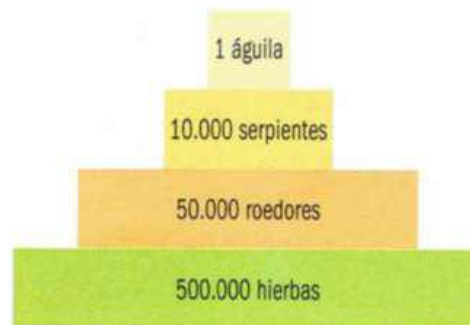 1 águila
10.000 serpientes
50.000 roedores
500.000 hierbas